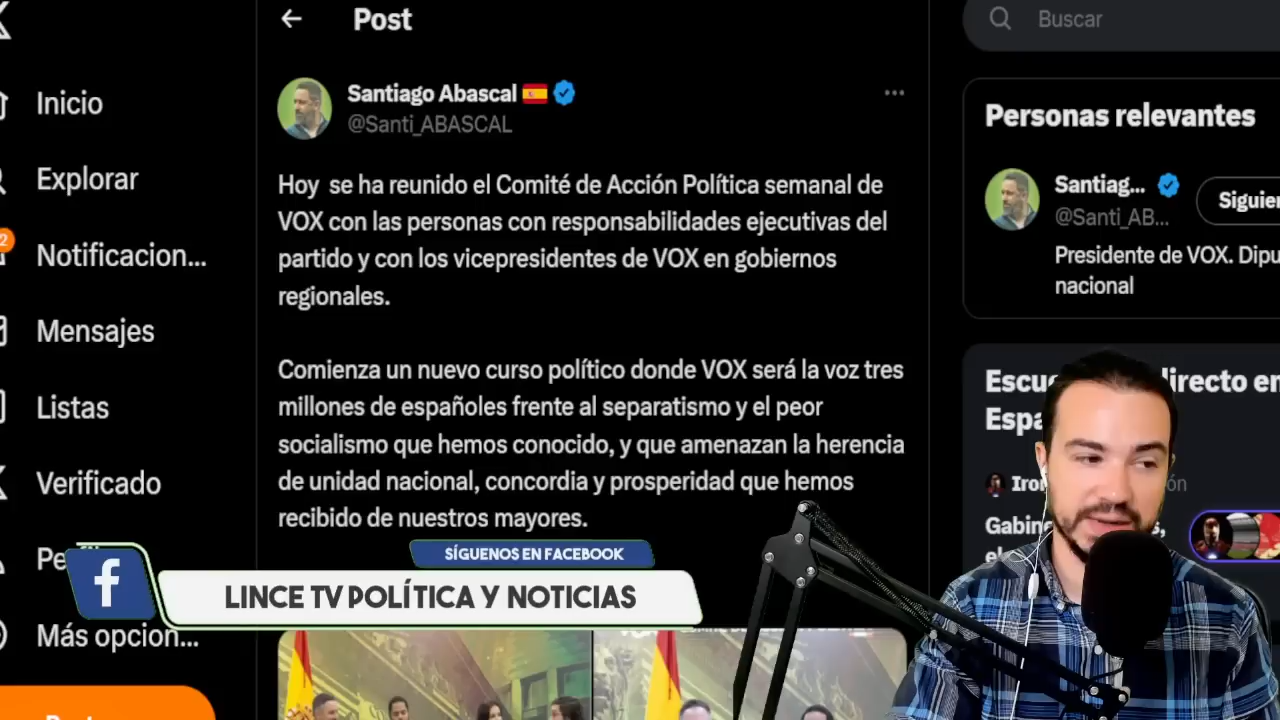 Post
Buscar
Santiago Abascal
@Santi_ABASCAL
Hoy se ha reunido el Comité de Acción Política semanal de
VOX con las personas con responsabilidades ejecutivas del
partido y con los vicepresidentes de VOX en gobiernos
regionales.
Comienza un nuevo curso político donde VOX será la voz tres
millones de españoles frente al separatismo y el peor
socialismo que hemos conocido, y que amenazan la herencia
de unidad nacional, concordia y prosperidad que hemos
recibido de nuestros mayores.
Inicio
Explorar
2
Notificacion...
Mensajes
Listas
Verificado
Más opcion...
Personas relevantes
Santiag...
@Santi_AB...
Siguien
Presidente de VOX. Dipu
nacional
directo en
SÍGUENOS EN FACEBOOK
f
LINCE TV POLÍTICA Y NOTICIAS